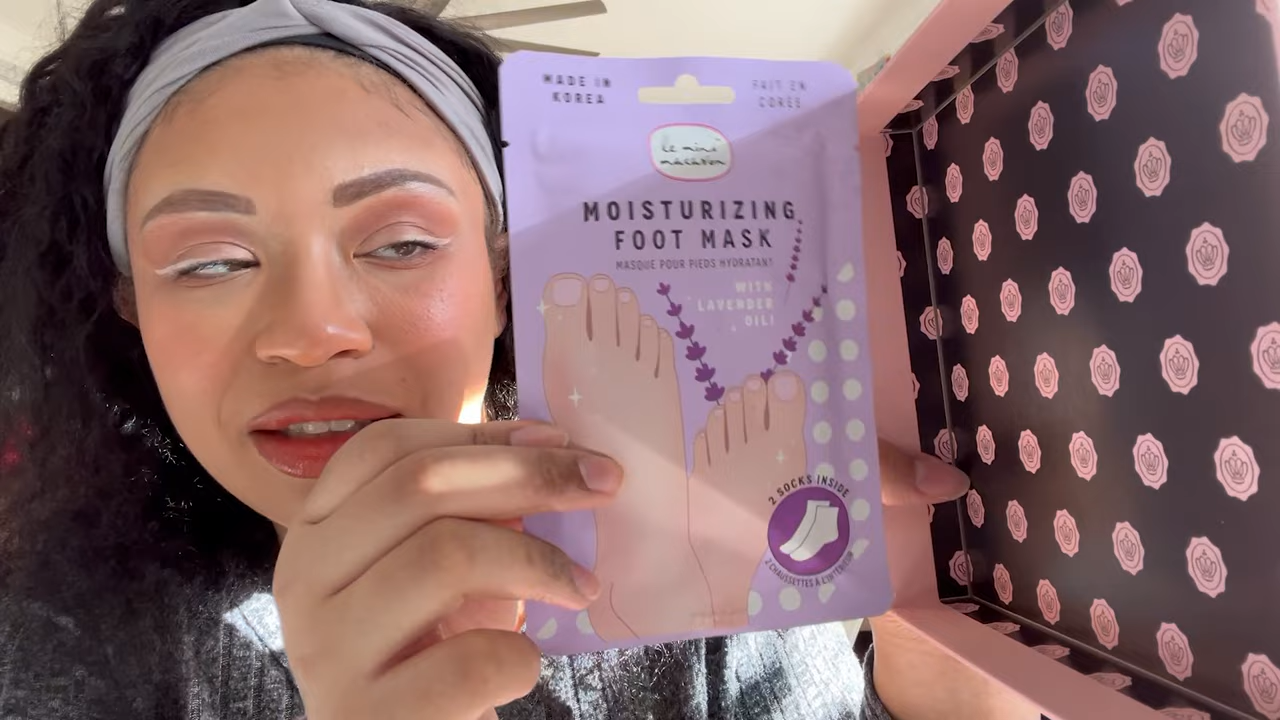 MADE IN
KOREA
FAIT EN
CORÉE
le mini
macaron
MOISTURIZING
FOOT MASK
MASQUE POUR PIEDS HYDRATANT
WITH
LAVENDER
OIL!
2 SOCKS INSIDE
2 CHAUSSETTES À L'INTÉRIEUR